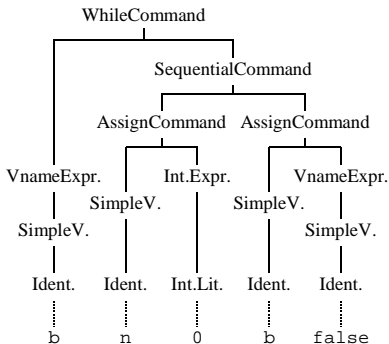 WhileCommand
SequentialCommand
AssignCommand AssignCommand
VnameExpr. Int.Expr. VnameExpr.
SimpleV. SimpleV.
SimpleV. SimpleV.
Ident. Ident. Int.Lit. Ident. Ident.
b n 0 b false